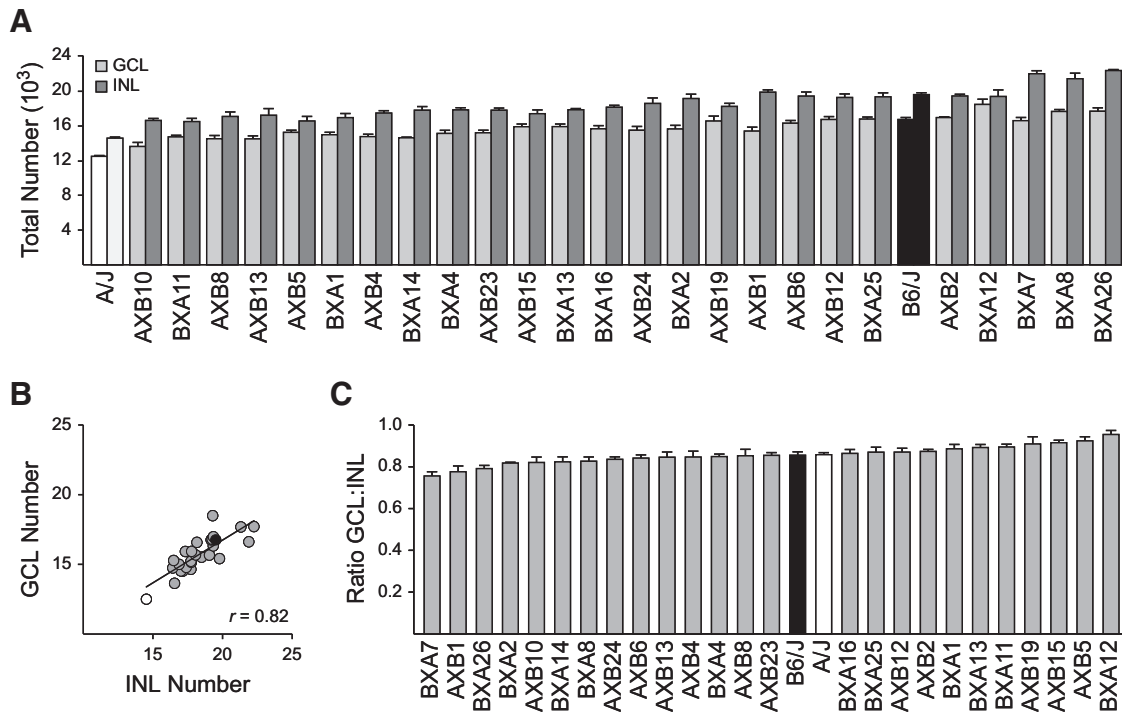 A
Total Number (10³)
24
20
16
12
8
4
GCL
INL
A/J
AXB10
BXA11
AXB8
AXB13
AXB5
BXA1
AXB4
BXA14
BXA4
AXB23
AXB15
BXA13
BXA16
AXB24
BXA2
AXB19
AXB1
AXB6
AXB12
BXA25
B6/J
AXB2
BXA12
BXA7
BXA8
BXA26
B
GCL Number
25
20
15
r = 0.82
15
20
25
INL Number
C
Ratio GCL:INL
1.0
0.8
0.6
0.4
0.2
BXA7
AXB1
BXA26
BXA2
AXB10
BXA14
BXA8
AXB24
AXB6
AXB13
AXB4
BXA4
AXB8
AXB23
B6/J
A/J
BXA16
BXA25
AXB12
AXB2
BXA1
BXA13
BXA11
AXB19
AXB15
AXB5
BXA12